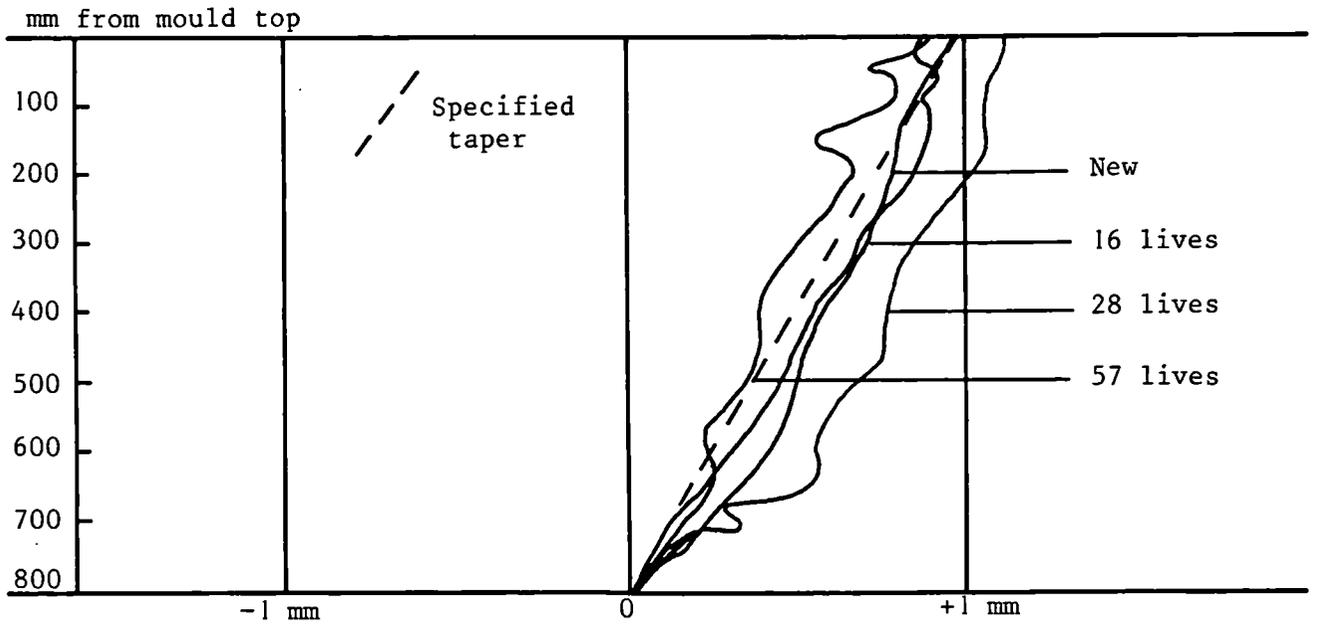 mm from mould top
100
200
300
400
500
600
700
800
Specified
taper
New
16 lives
28 lives
57 lives
-1 mm
0
+1 mm